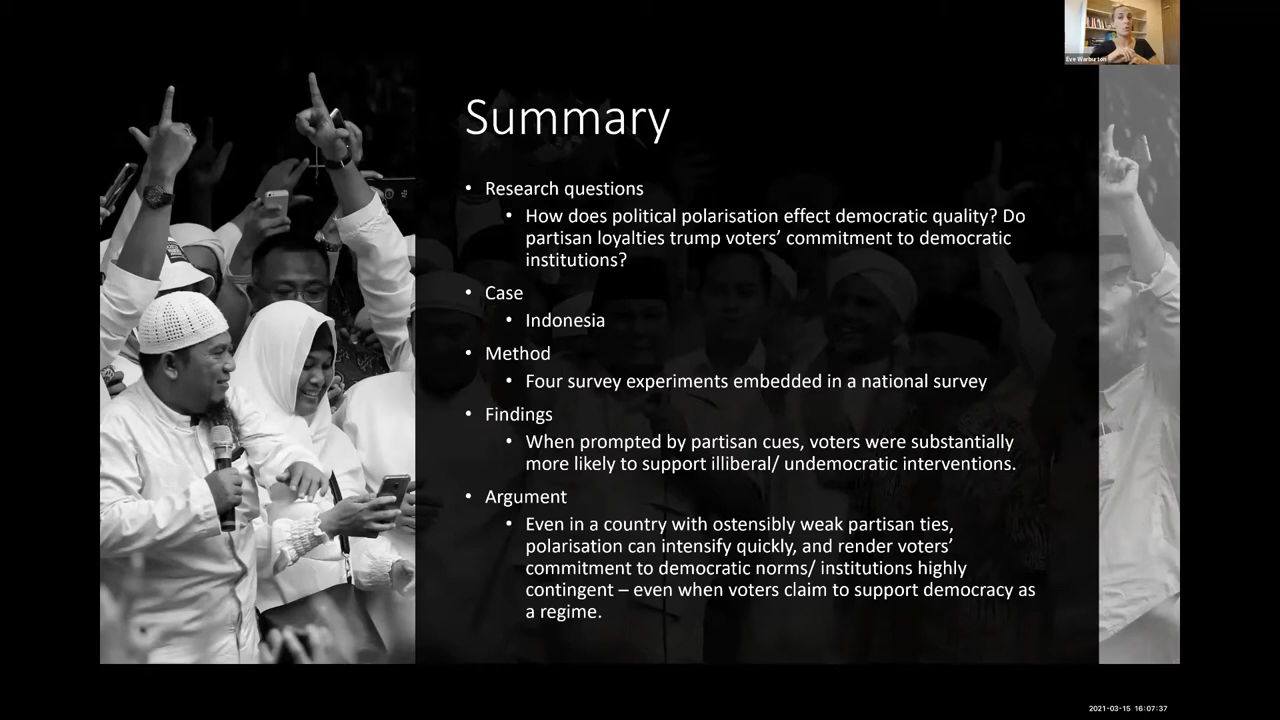 Eve Warburton
Summary
• Research questions
• How does political polarisation effect democratic quality? Do
partisan loyalties trump voters’ commitment to democratic
institutions?
• Case
• Indonesia
• Method
• Four survey experiments embedded in a national survey
• Findings
• When prompted by partisan cues, voters were substantially
more likely to support illiberal/ undemocratic interventions.
• Argument
• Even in a country with ostensibly weak partisan ties,
polarisation can intensify quickly, and render voters’
commitment to democratic norms/ institutions highly
contingent – even when voters claim to support democracy as
a regime.
2021-03-15 16:07:37